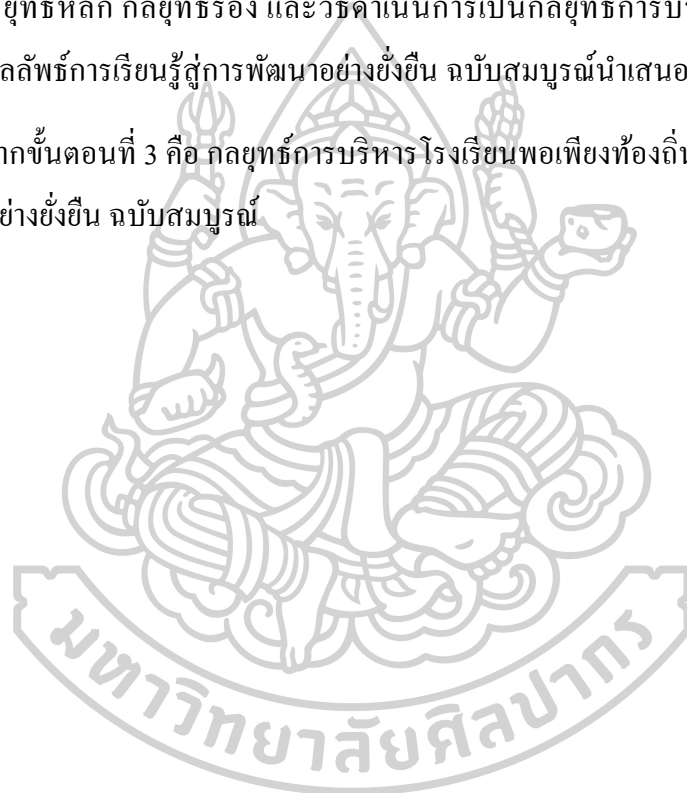 ยุทธ์หลัก กลยุทธ์รอง และวิธีดำเนินการเป็นกลยุทธ์การบ
ลลัพธ์การเรียนรู้สู่การพัฒนาอย่างยั่งยืน ฉบับสมบูรณ์นำเสนอ
ากขั้นตอนที่ 3 คือ กลยุทธ์การบริหารโรงเรียนพอเพียงท้องถิ่น
ย่างยั่งยืน ฉบับสมบูรณ์
มหาวิทยาลัยศิลปากร